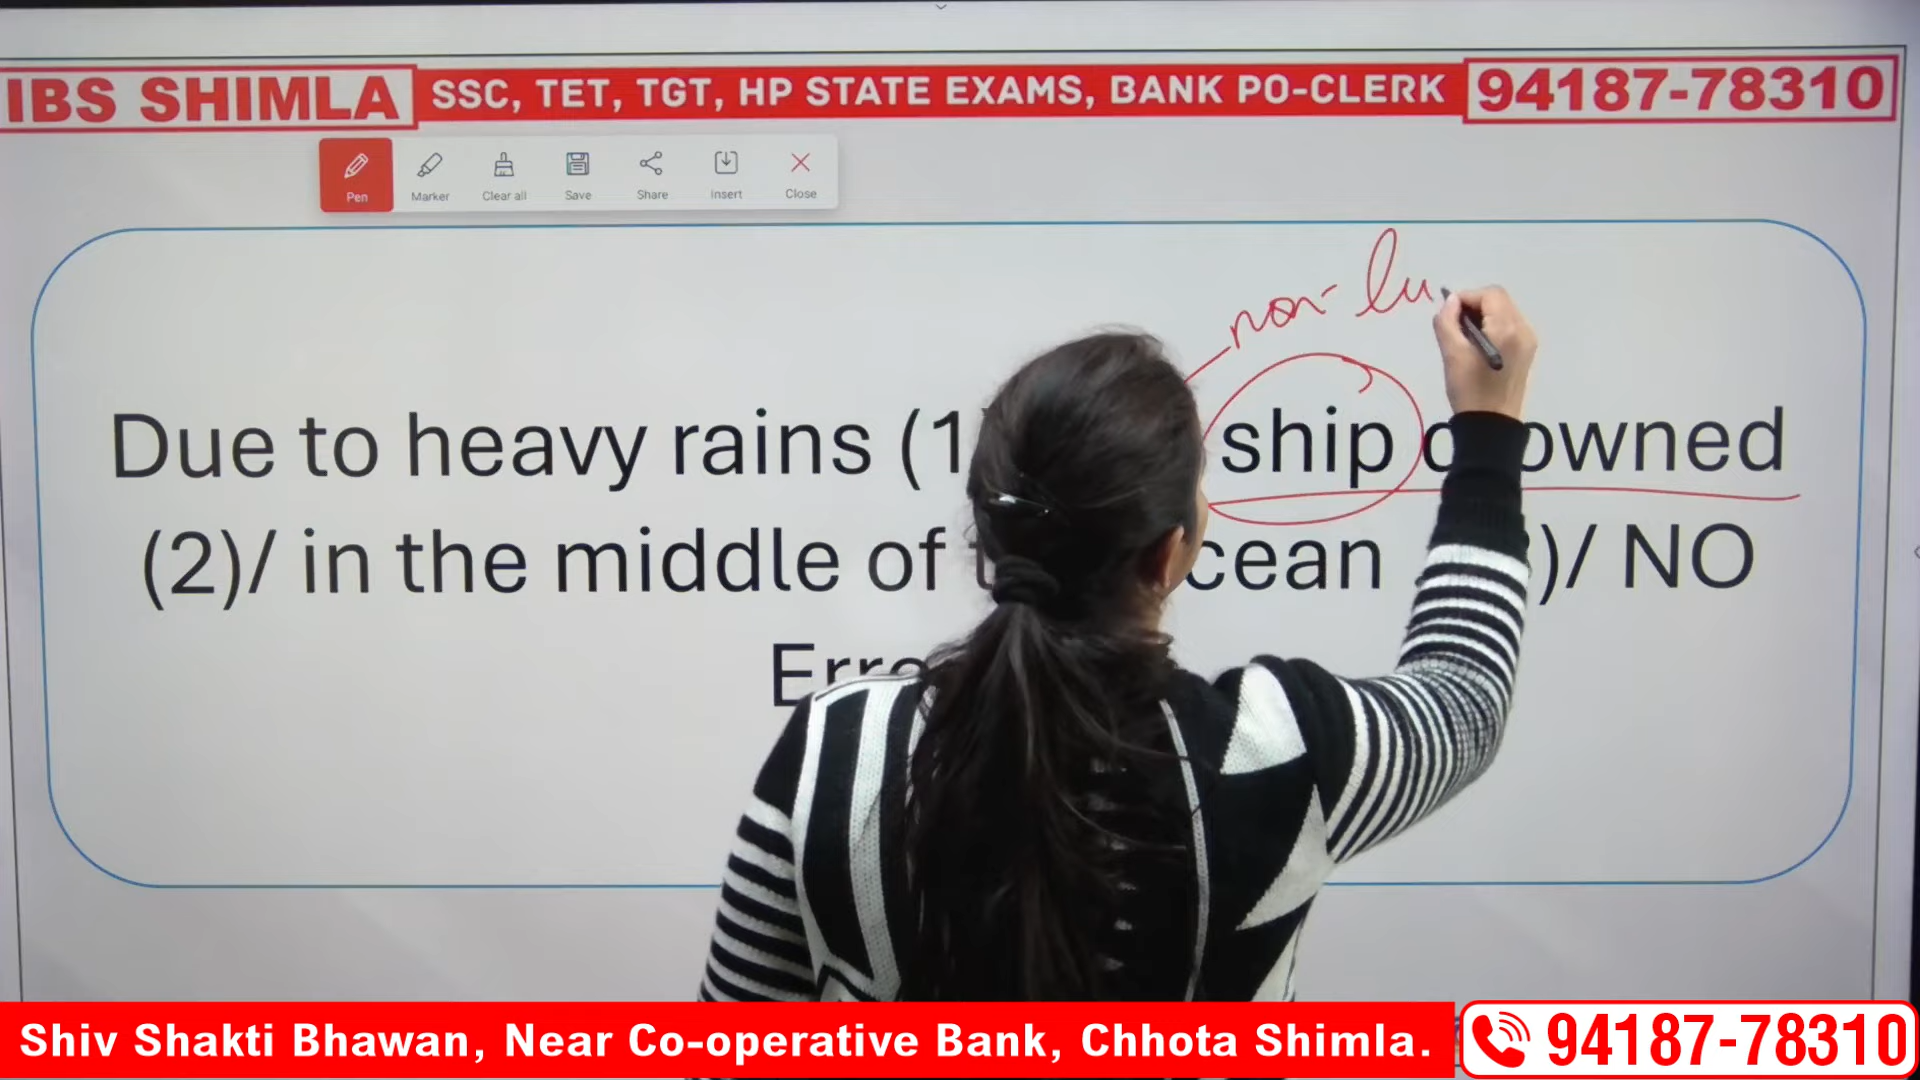 IBS SHIMLA SSC, TET, TGT, HP STATE EXAMS, BANK PO-CLERK 94187-78310
Pen Marker Clear all Save Share Insert Close
non-
Due to heavy rains (1 ship owned
(2)/ in the middle of cean )/ NO
Shiv Shakti Bhawan, Near Co-operative Bank, Chhota Shimla. 94187-78310